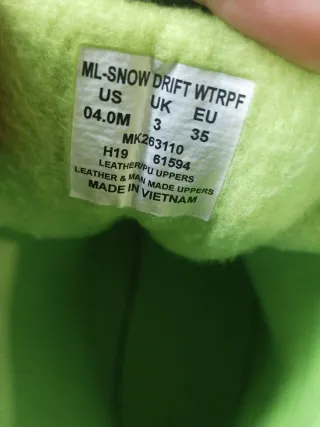 ML-SNOW DRIFT WTRPF
US UK EU
04.0M 3 35
MK263110
H19 61594
LEATHER/PU UPPERS
LEATHER & MAN MADE UPPERS
MADE IN VIETNAM